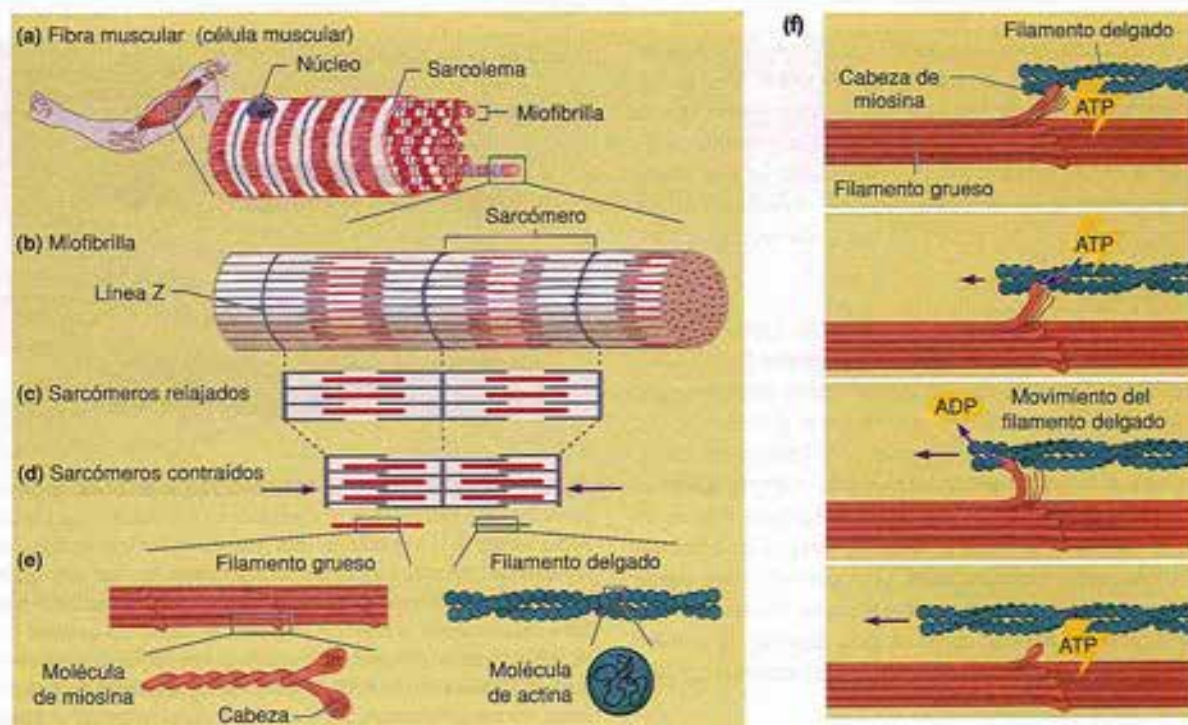 (a) Fibra muscular (célula muscular)
Núcleo
Sarcolema
Miofibrilla
Sarcómero
(b) Miofibrilla
Línea Z
(c) Sarcómeros relajados
(d) Sarcómeros contraídos
(e)
Filamento grueso
Filamento delgado
Molécula
de miosina
Cabeza
Molécula
de actina
(f)
Filamento delgado
Cabeza de
miosina
ATP
Filamento grueso
ATP
ADP
Movimiento del
filamento delgado
ATP